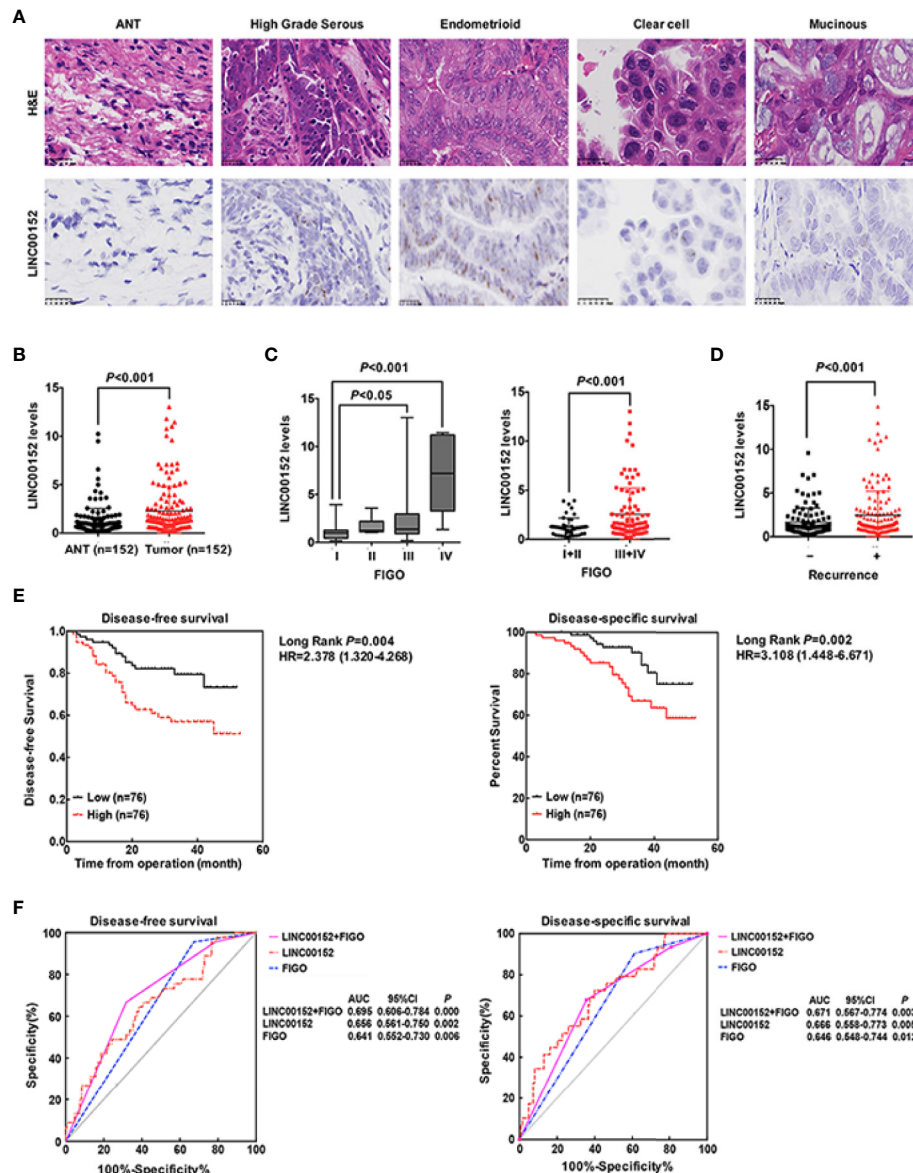 A
ANT
High Grade Serous
Endometrioid
Clear cell
Mucinous
H&E
LINC00152
B
P<0.001
LINC00152 levels
15
10
5
0
ANT (n=152) Tumor (n=152)
C
P<0.001
P<0.05
LINC00152 levels
15
10
5
0
I II III IV
FIGO
P<0.001
LINC00152 levels
15
10
5
0
I+II III+IV
FIGO
D
P<0.001
LINC00152 levels
15
10
5
0
− +
Recurrence
E
Disease-free survival
Long Rank P=0.004
HR=2.378 (1.320-4.268)
Disease-free Survival
1.0
0.8
0.6
0.4
0.2
0.0
Low (n=76)
High (n=76)
0 20 40 60
Time from operation (month)
Disease-specific survival
Long Rank P=0.002
HR=3.108 (1.448-6.671)
Percent Survival
100
80
60
40
20
0
Low (n=76)
High (n=76)
0 20 40 60
Time from operation (month)
F
Disease-free survival
LINC00152+FIGO
LINC00152
FIGO
AUC 95%CI P
LINC00152+FIGO 0.695 0.606-0.784 0.000
LINC00152 0.656 0.561-0.750 0.002
FIGO 0.641 0.552-0.730 0.006
Specificity(%)
100
80
60
40
20
0
0 20 40 60 80 100
100%-Specificity%
Disease-specific survival
LINC00152+FIGO
LINC00152
FIGO
AUC 95%CI P
LINC00152+FIGO 0.671 0.567-0.774
LINC00152 0.666 0.558-0.773
FIGO 0.646 0.548-0.744
Specificity(%)
100
80
60
40
20
0
0 20 40 60 80 100
100%-Specificity%